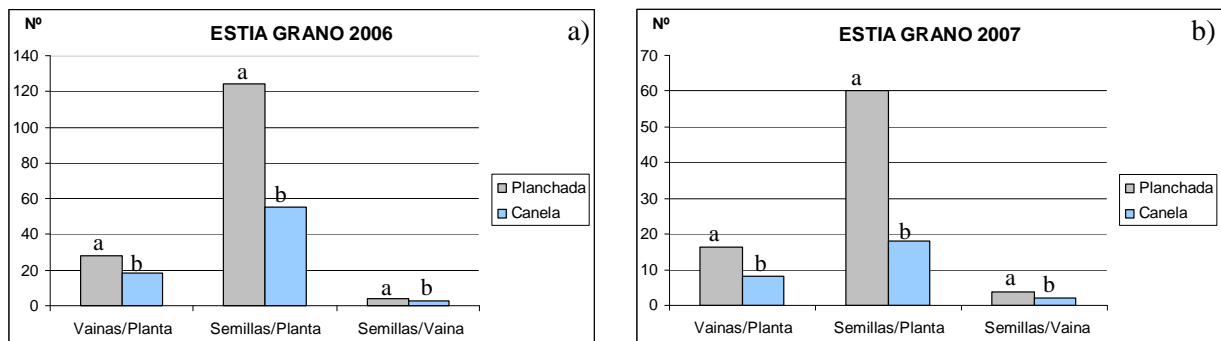 Nº
ESTIA GRANO 2006
a)
140
120
100
80
60
40
20
0
a
b
a
b
a
b
Vainas/Planta
Semillas/Planta
Semillas/Vaina
Planchada
Canela
Nº
ESTIA GRANO 2007
b)
70
60
50
40
30
20
10
0
a
b
a
b
a
b
Vainas/Planta
Semillas/Planta
Semillas/Vaina
Planchada
Canela